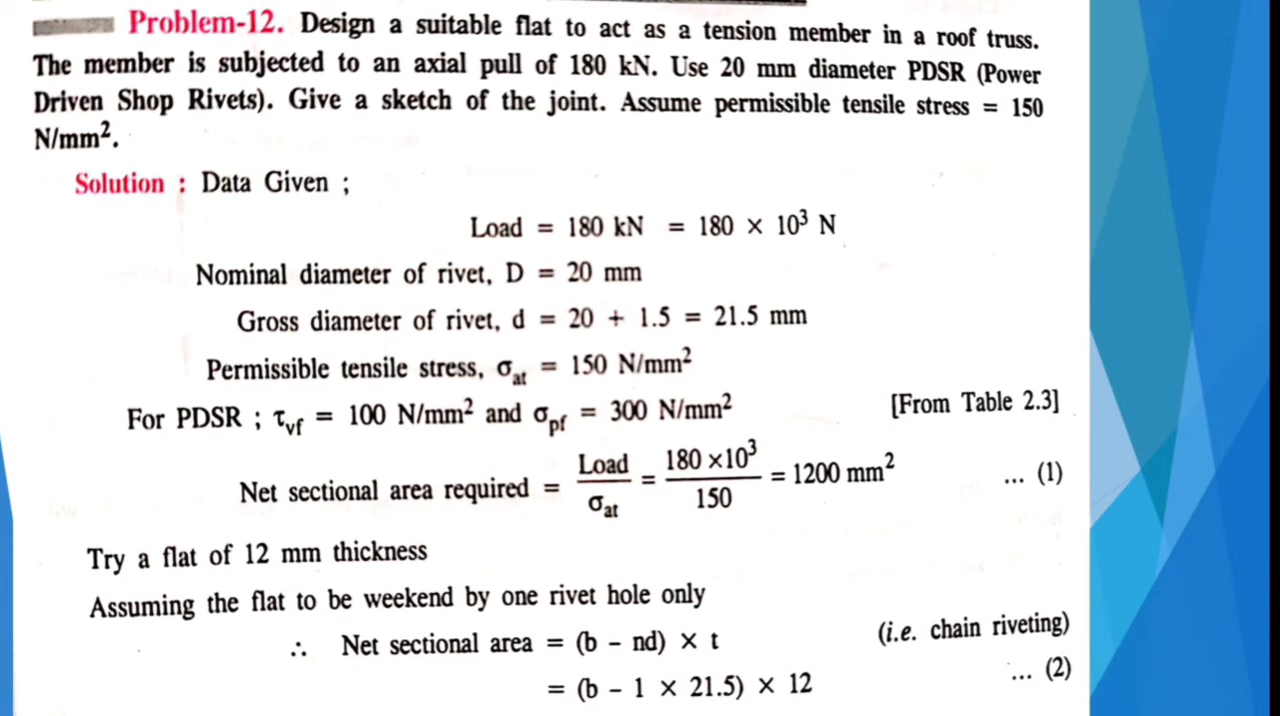 Problem-12. Design a suitable flat to act as a tension member in a roof truss.
The member is subjected to an axial pull of 180 kN. Use 20 mm diameter PDSR (Power
Driven Shop Rivets). Give a sketch of the joint. Assume permissible tensile stress = 150
N/mm².
Solution : Data Given ;
Load = 180 kN = 180 × 10³ N
Nominal diameter of rivet, D = 20 mm
Gross diameter of rivet, d = 20 + 1.5 = 21.5 mm
Permissible tensile stress, σ_at = 150 N/mm²
For PDSR ; τ_vf = 100 N/mm² and σ_pf = 300 N/mm² [From Table 2.3]
Net sectional area required = Load / σ_at = 180 ×10³ / 150 = 1200 mm² ... (1)
Try a flat of 12 mm thickness
Assuming the flat to be weekend by one rivet hole only
∴ Net sectional area = (b – nd) × t (i.e. chain riveting)
= (b – 1 × 21.5) × 12 ... (2)